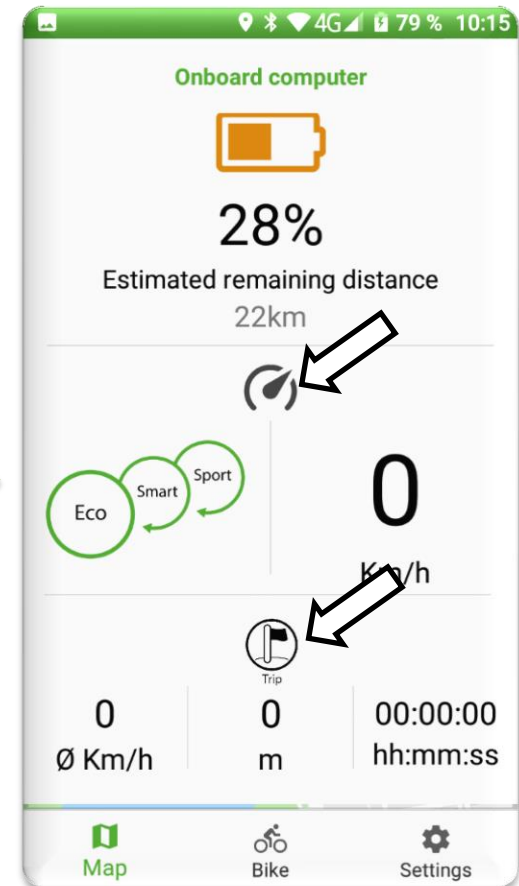 4G 79 % 10:15
Onboard computer
28%
Estimated remaining distance
22km
Eco Smart Sport
0
Km/h
Trip
0 0 00:00:00
Ø Km/h m hh:mm:ss
Map Bike Settings